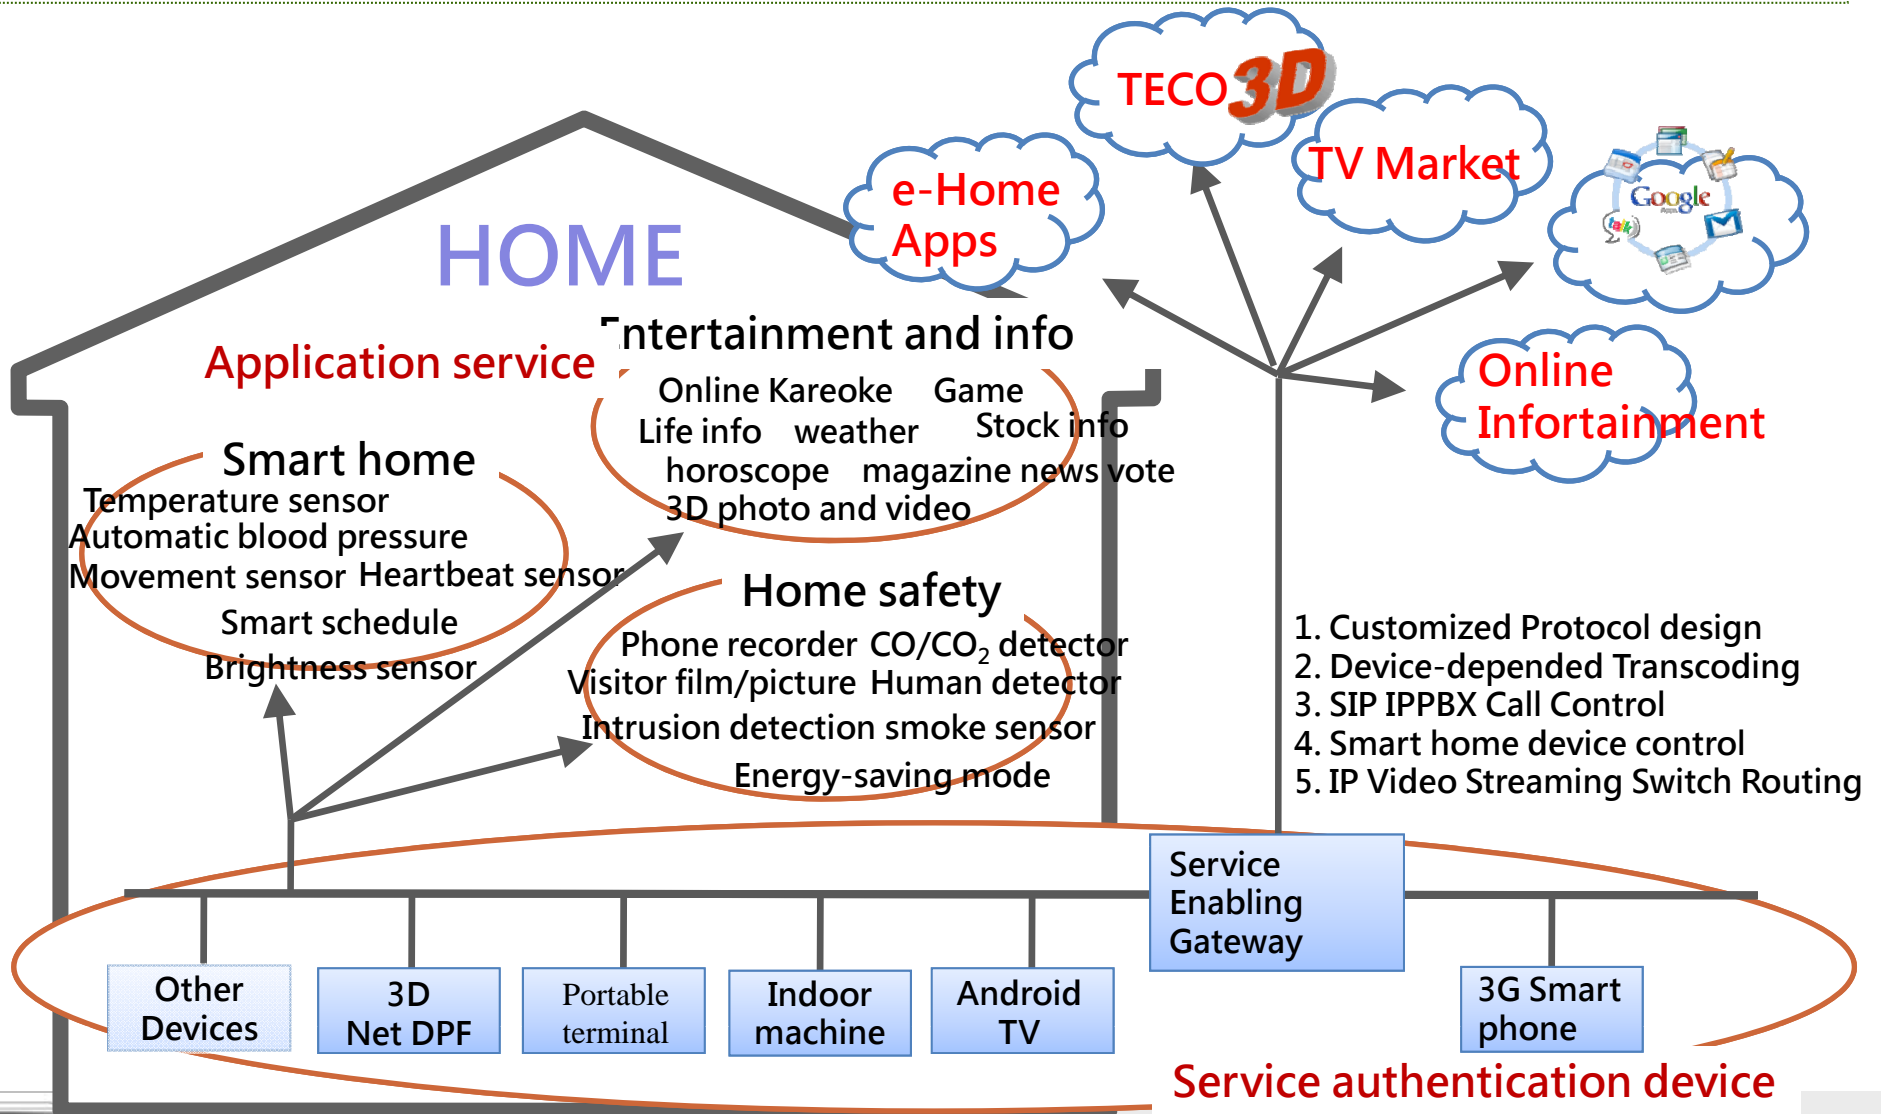 TECO 3D
TV Market
e-Home
Apps
Google
talk
HOME
Entertainment and info
Application service
Online Kareoke Game
Life info weather Stock info
horoscope magazine news vote
3D photo and video
Online
Infortainment
Smart home
Temperature sensor
Automatic blood pressure
Movement sensor Heartbeat sensor
Smart schedule
Brightness sensor
Home safety
Phone recorder CO/CO₂ detector
Visitor film/picture Human detector
Intrusion detection smoke sensor
Energy-saving mode
1. Customized Protocol design
2. Device-depended Transcoding
3. SIP IPPBX Call Control
4. Smart home device control
5. IP Video Streaming Switch Routing
Service
Enabling
Gateway
Other
Devices
3D
Net DPF
Portable
terminal
Indoor
machine
Android
TV
3G Smart
phone
Service authentication device